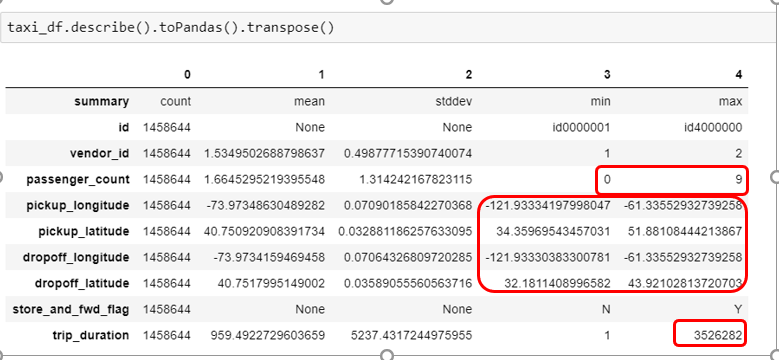 taxi_df.describe().toPandas().transpose()
0 1 2 3 4
summary count mean stddev min max
id 1458644 None None id0000001 id4000000
vendor_id 1458644 1.5349502688798637 0.49877715390740074 1 2
passenger_count 1458644 1.6645295219395548 1.314242167823115 0 9
pickup_longitude 1458644 -73.97348630489282 0.07090185842270368 -121.93334197998047 -61.33552932739258
pickup_latitude 1458644 40.750920908391734 0.032881186257633095 34.35969543457031 51.88108444213867
dropoff_longitude 1458644 -73.9734159469458 0.07064326809720285 -121.93330383300781 -61.33552932739258
dropoff_latitude 1458644 40.7517995149002 0.03589055560563716 32.1811408996582 43.92102813720703
store_and_fwd_flag 1458644 None None N Y
trip_duration 1458644 959.4922729603659 5237.4317244975955 1 3526282